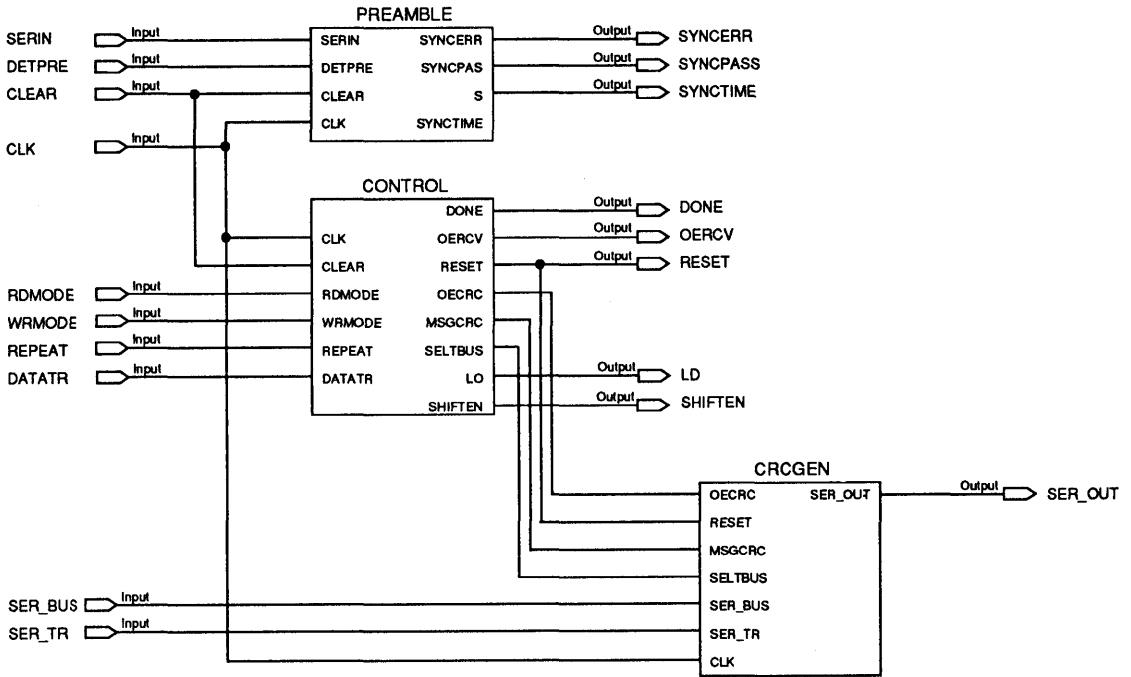 PREAMBLE
SERIN Input SERIN SYNCERR Output SYNCERR
DETPRE Input DETPRE SYNCPAS Output SYNCPASS
CLEAR Input CLEAR S Output SYNCTIME
CLK Input CLK SYNCTIME
CONTROL
DONE Output DONE
CLK OERCV Output OERCV
CLEAR RESET Output RESET
RDMODE Input RDMODE OECRC
WRMODE Input WRMODE MSGCRC
REPEAT Input REPEAT SELTBUS
DATATR Input DATATR LO Output LD
SHIFTEN Output SHIFTEN
CRCGEN
OECRC SER_OUT Output SER_OUT
RESET
MSGCRC
SELTBUS
SER_BUS Input SER_BUS
SER_TR Input SER_TR
CLK